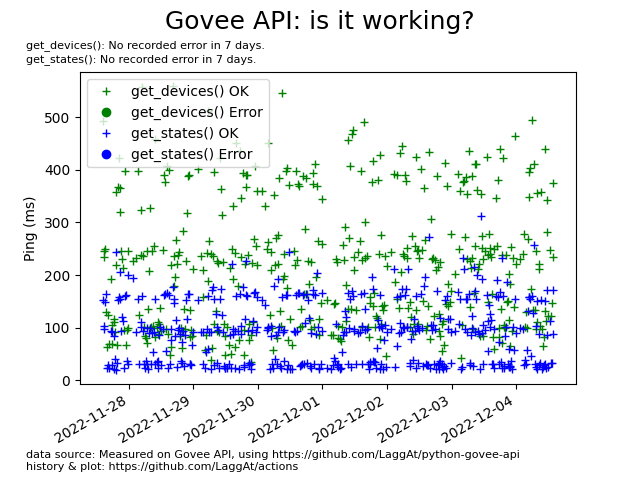 Govee API: is it working?
get_devices(): No recorded error in 7 days.
get_states(): No recorded error in 7 days.
get_devices() OK
get_devices() Error
get_states() OK
get_states() Error
Ping (ms)
500
400
300
200
100
0
2022-11-28
2022-11-29
2022-11-30
2022-12-01
2022-12-02
2022-12-03
2022-12-04
data source: Measured on Govee API, using https://github.com/LaggAt/python-govee-api
history & plot: https://github.com/LaggAt/actions